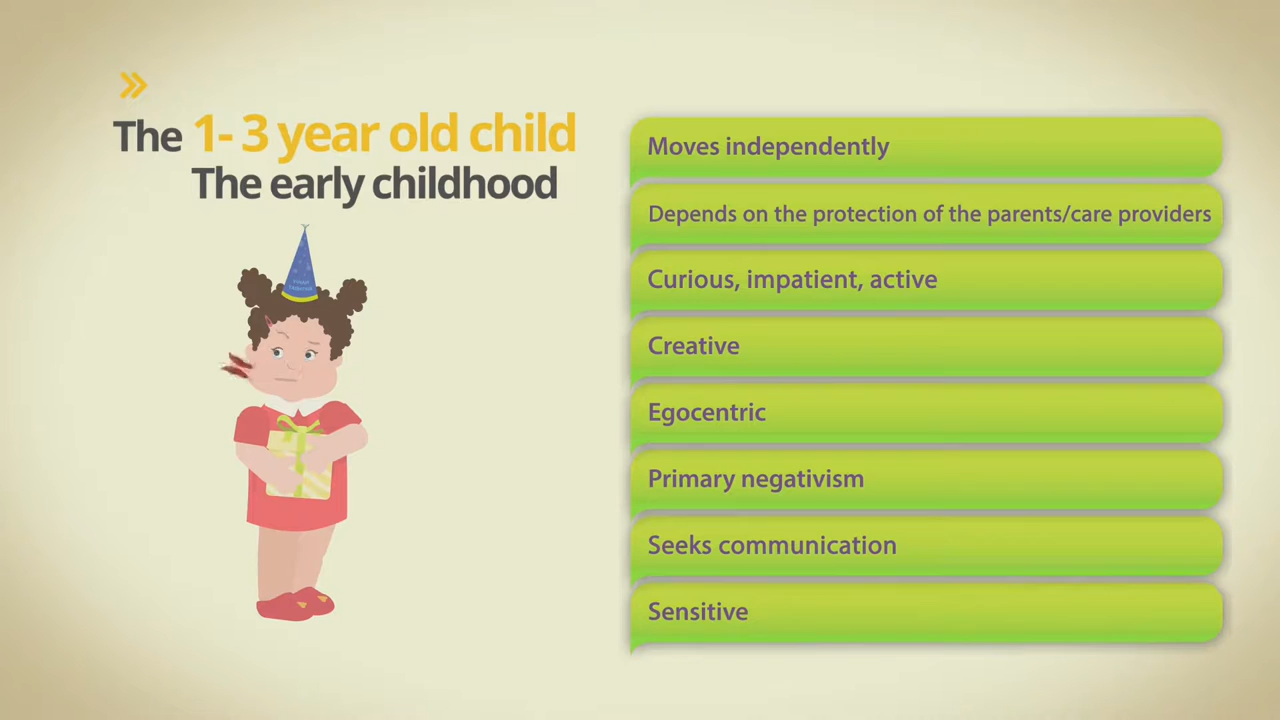 The 1- 3 year old child
The early childhood
Moves independently
Depends on the protection of the parents/care providers
Curious, impatient, active
Creative
Egocentric
Primary negativism
Seeks communication
Sensitive